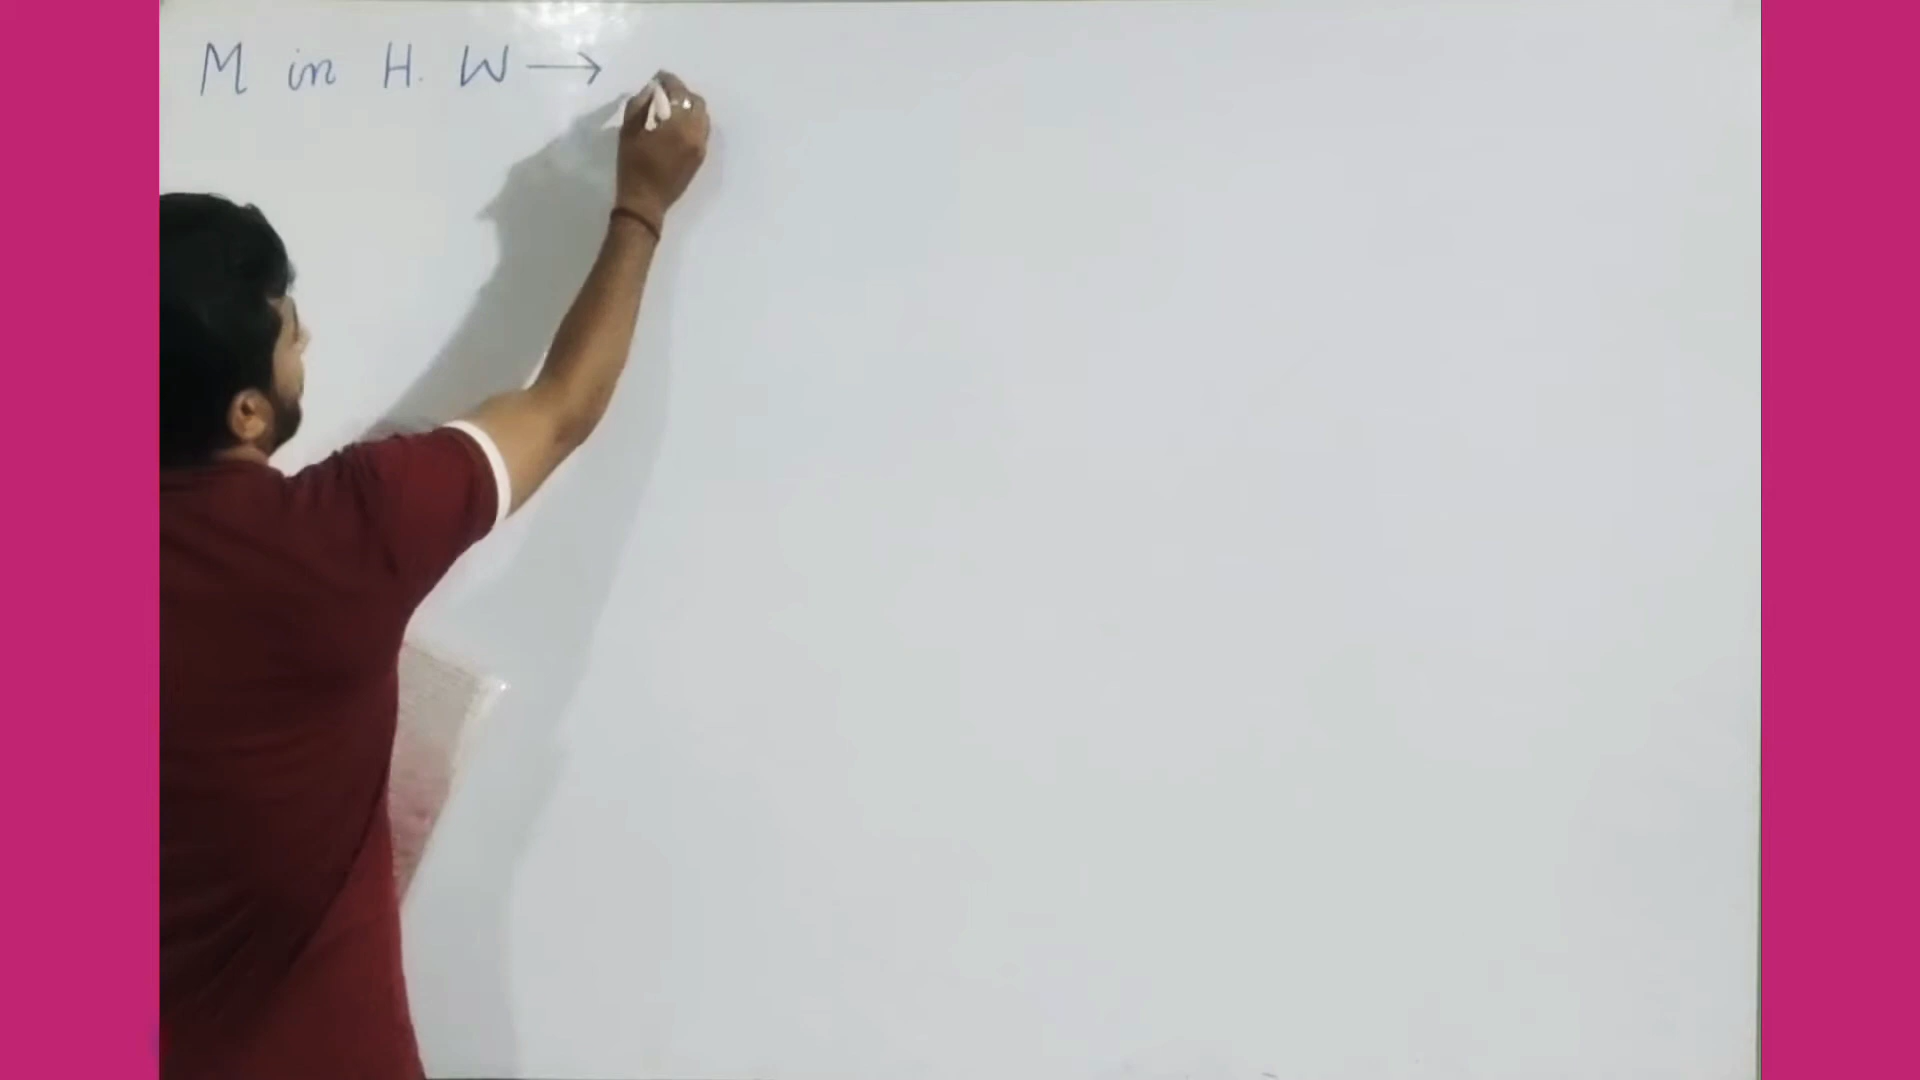 M in H. W →